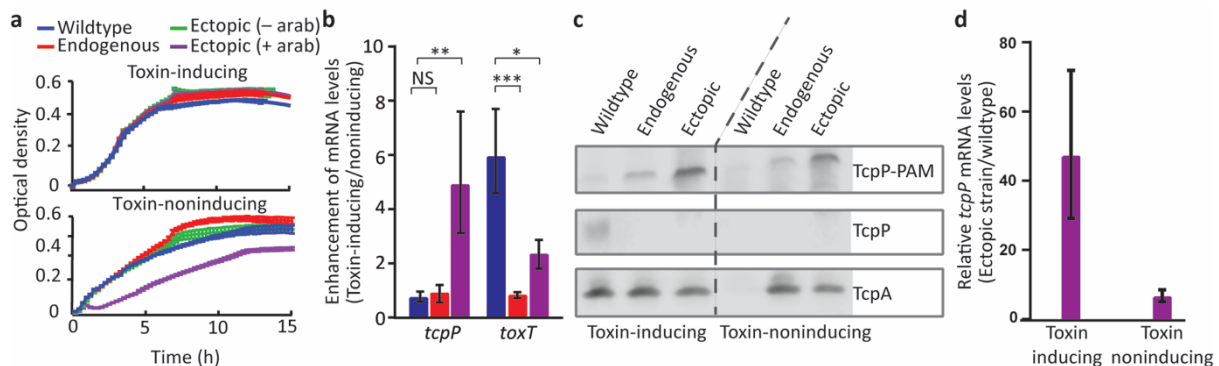 a
Wildtype
Endogenous
Ectopic (– arab)
Ectopic (+ arab)
Toxin-inducing
0.6
0.4
0.2
0
Toxin-noninducing
0.6
0.4
0.2
0
0
5
10
15
Optical density
Time (h)
b
Enhancement of mRNA levels
(Toxin-inducing/noninducing)
10
8
6
4
2
0
NS
**
*
***
tcpP
toxT
c
Wildtype
Endogenous
Ectopic
Wildtype
Endogenous
Ectopic
TcpP-PAM
TcpP
TcpA
Toxin-inducing
Toxin-noninducing
d
Relative tcpP mRNA levels
(Ectopic strain/wildtype)
80
60
40
20
0
Toxin
inducing
Toxin
noninducing